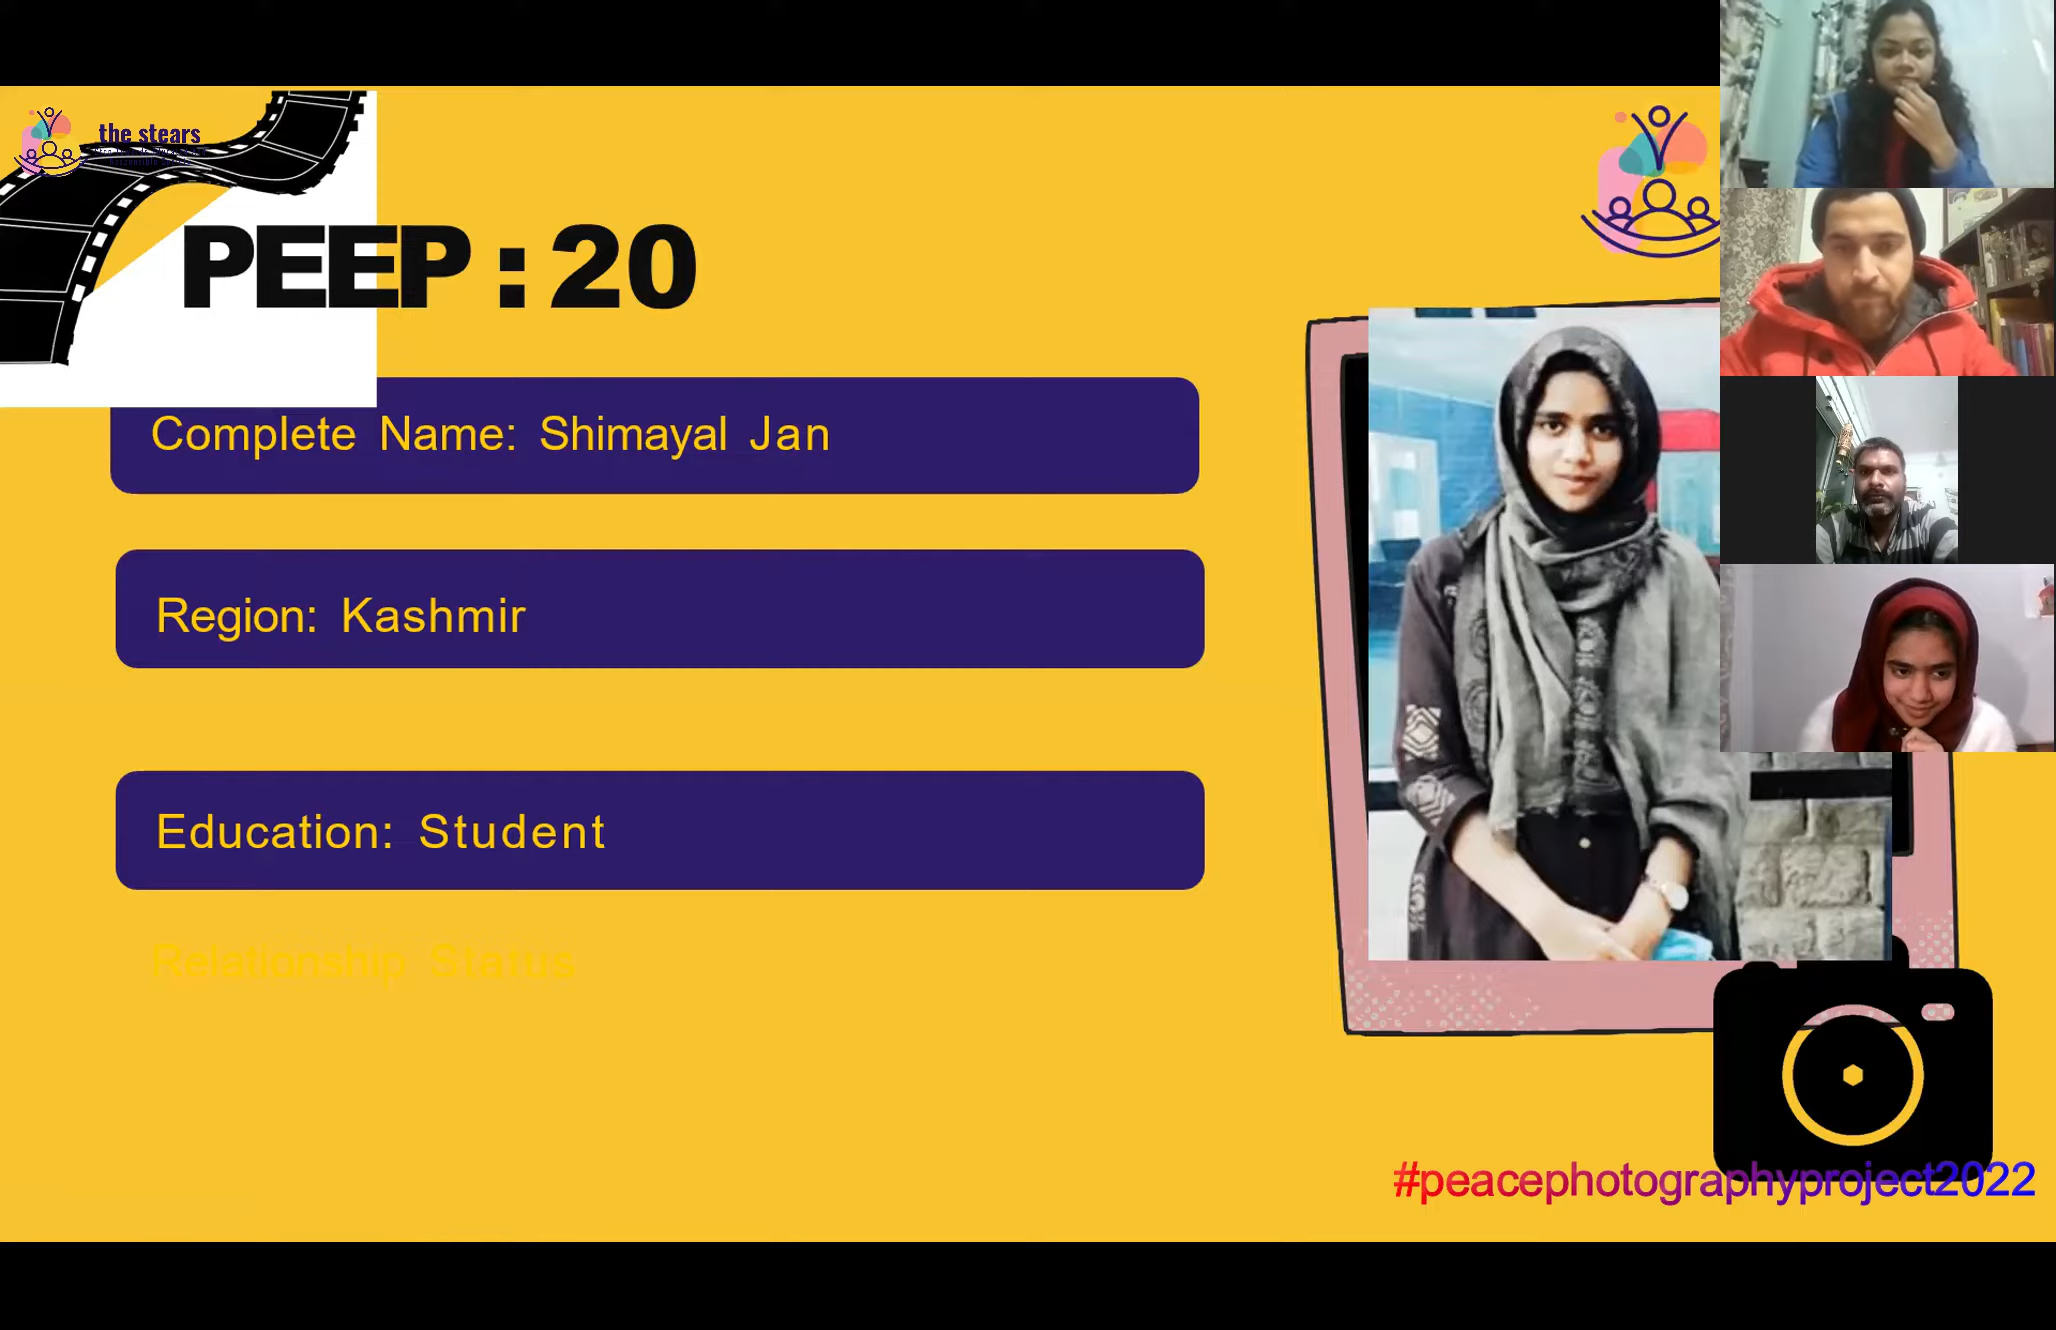 the stears
PEEP : 20
Complete Name: Shimayal Jan
Region: Kashmir
Education: Student
Relationship Status
#peacephotographyproject2022